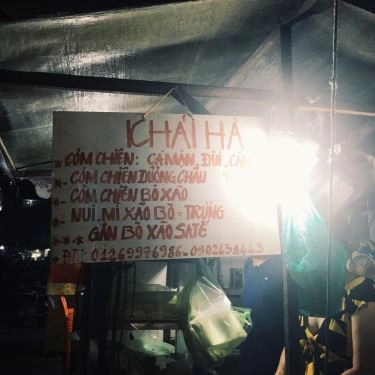 KHẢI HÀ
* CƠM CHIÊN: CÁ MẶN, ĐÙI
* CƠM CHIÊN DƯƠNG CHÂU
* CƠM CHIÊN BÒ XÀO
* NUI. MÌ XÀO BÒ + TRỨNG
*** GÂN BÒ XÀO SATẾ
ĐT: 01269976986 - 0902631443